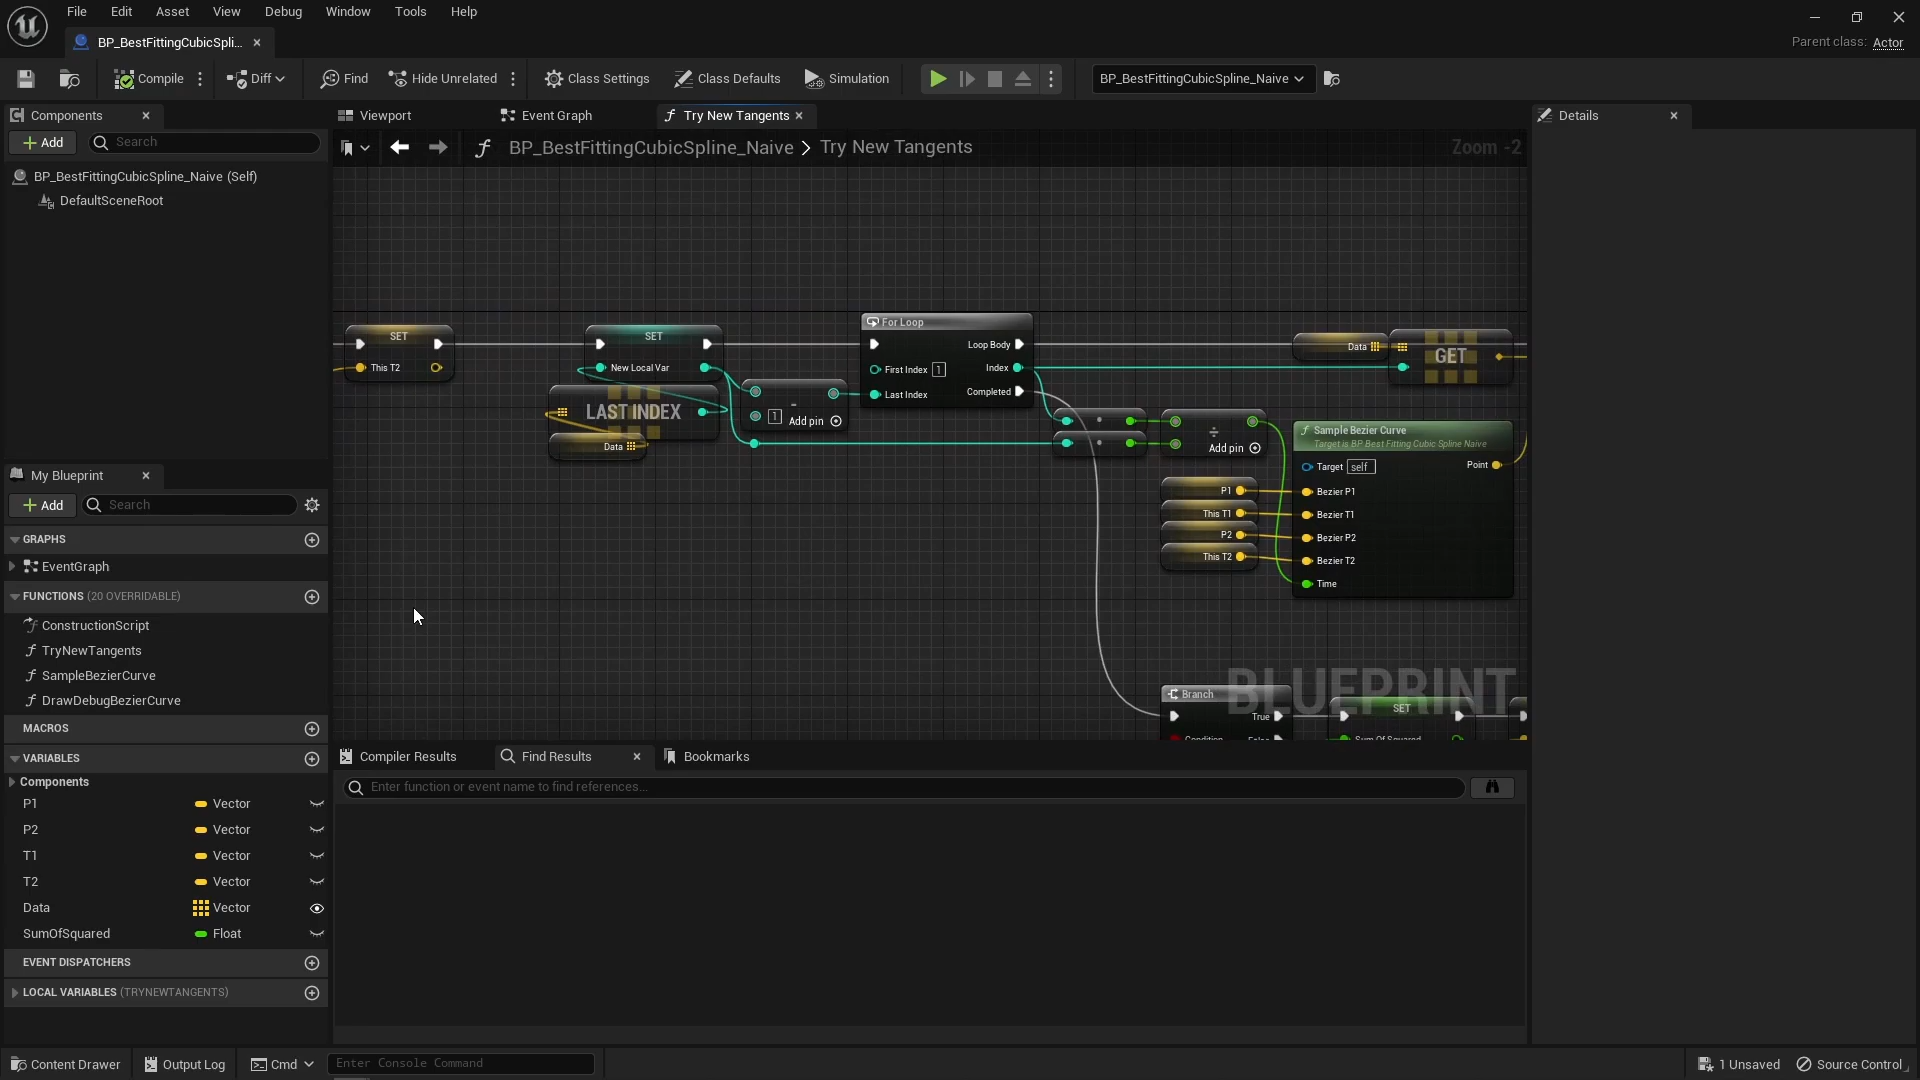 File Edit Asset View Debug Window Tools Help
BP_BestFittingCubicSpli...
Parent class: Actor
Compile Diff Find Hide Unrelated Class Settings Class Defaults Simulation BP_BestFittingCubicSpline_Naive
Components
Add Search
BP_BestFittingCubicSpline_Naive (Self)
DefaultSceneRoot
My Blueprint
Add Search
GRAPHS
EventGraph
FUNCTIONS (20 OVERRIDABLE)
ConstructionScript
TryNewTangents
SampleBezierCurve
DrawDebugBezierCurve
MACROS
VARIABLES
Components
P1 Vector
P2 Vector
T1 Vector
T2 Vector
Data Vector
SumOfSquared Float
EVENT DISPATCHERS
LOCAL VARIABLES (TRYNEWTANGENTS)
Viewport Event Graph Try New Tangents
BP_BestFittingCubicSpline_Naive > Try New Tangents
Zoom -2
SET
This T2
SET
New Local Var
LAST INDEX
Data
-
1 Add pin
For Loop
Loop Body
First Index 1 Index
Last Index Completed
÷
Add pin
P1
This T1
P2
This T2
Data
GET
Sample Bezier Curve
Target is BP Best Fitting Cubic Spline Naive
Target self Point
Bezier P1
Bezier T1
Bezier P2
Bezier T2
Time
BLUEPRINT
Branch
True
Condition False
SET
Sum Of Squared
Compiler Results Find Results Bookmarks
Enter function or event name to find references...
Details
Content Drawer Output Log Cmd Enter Console Command
1 Unsaved Source Control